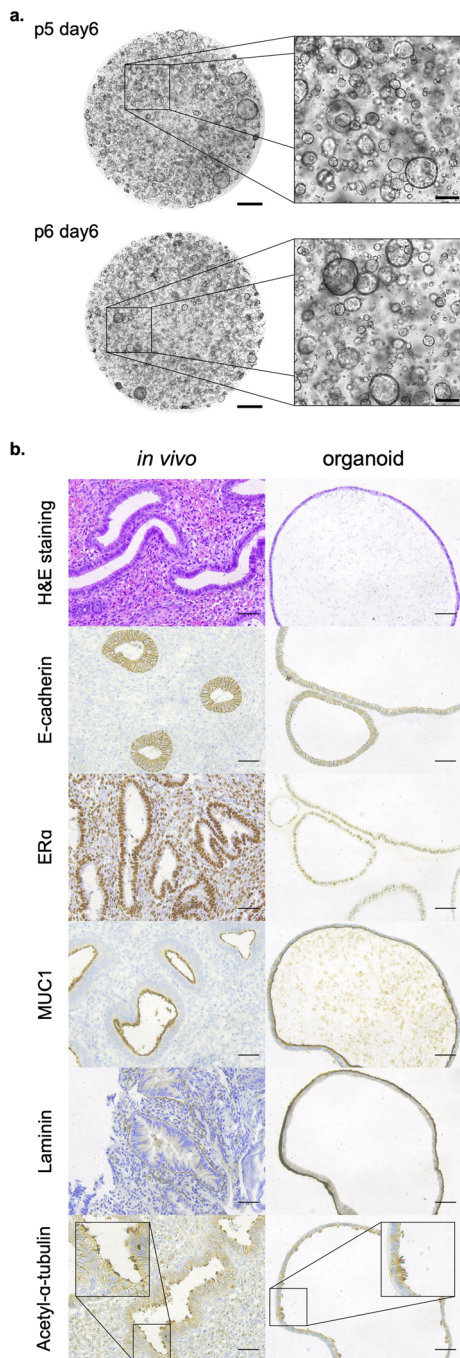 a.
p5 day6
p6 day6
b.
in vivo
organoid
H&E staining
E-cadherin
ERα
MUC1
Laminin
Acetyl-α-tubulin